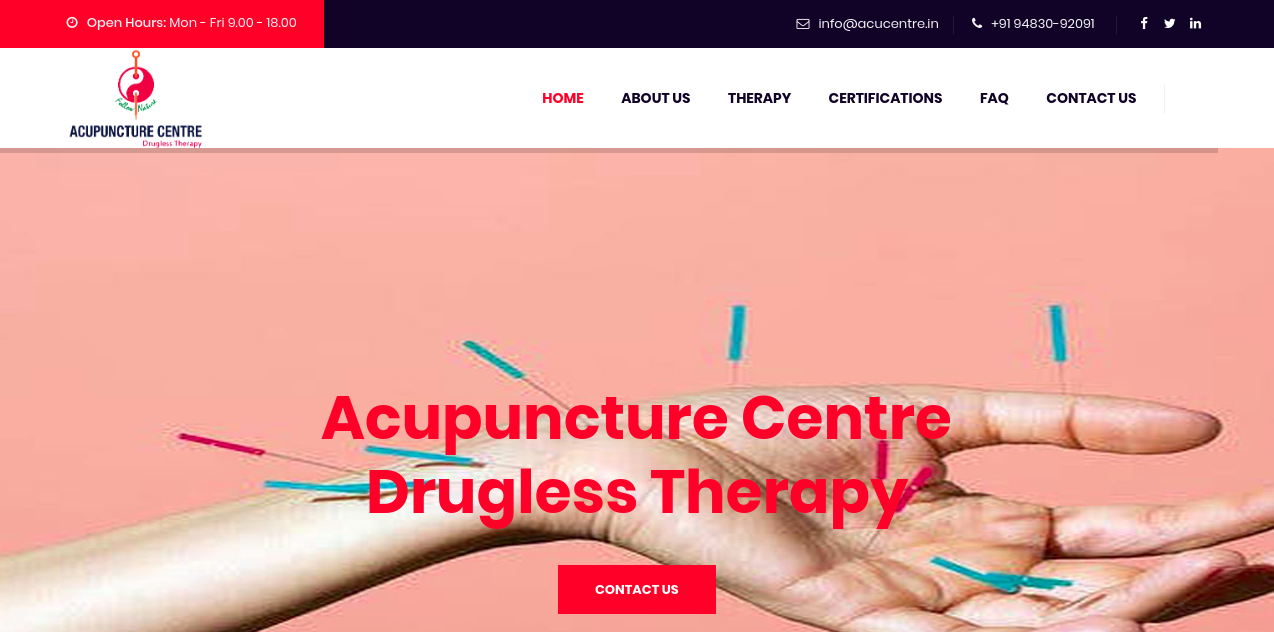 Open Hours: Mon - Fri 9.00 - 18.00
info@acucentre.in
+91 94830-92091
Follow Nature
ACUPUNCTURE CENTRE
Drugless Therapy
HOME ABOUT US THERAPY CERTIFICATIONS FAQ CONTACT US
Acupuncture Centre
Drugless Therapy
CONTACT US